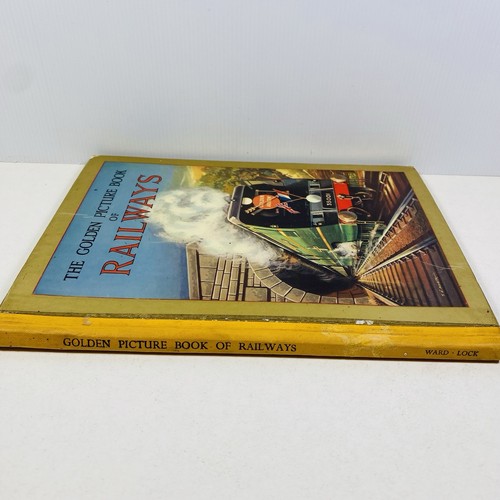 THE GOLDEN PICTURE BOOK
OF
RAILWAYS
GOLDEN PICTURE BOOK OF RAILWAYS
WARD · LOCK